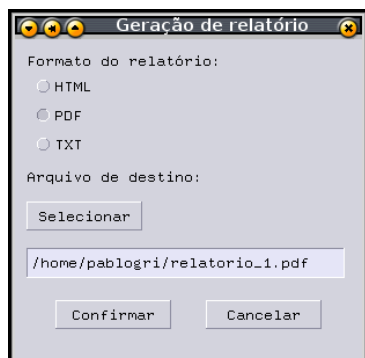 Geração de relatório
Formato do relatório:
HTML
PDF
TXT
Arquivo de destino:
Selecionar
/home/pablogri/relatorio_1.pdf
Confirmar
Cancelar